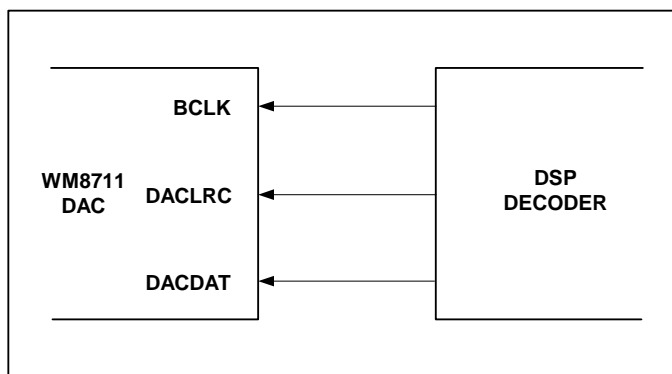 BCLK
WM8711
DAC
DACLRC
DACDAT
DSP
DECODER